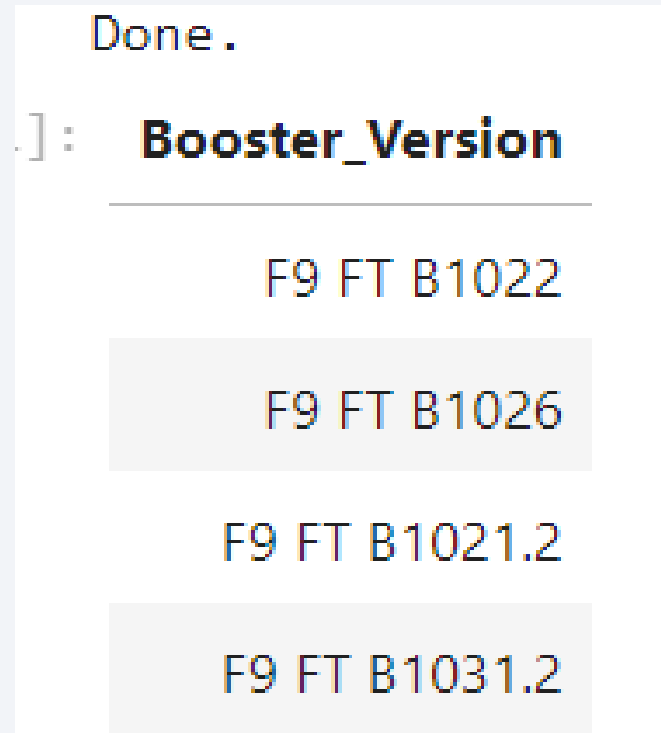 Done.
]: Booster_Version
F9 FT B1022
F9 FT B1026
F9 FT B1021.2
F9 FT B1031.2